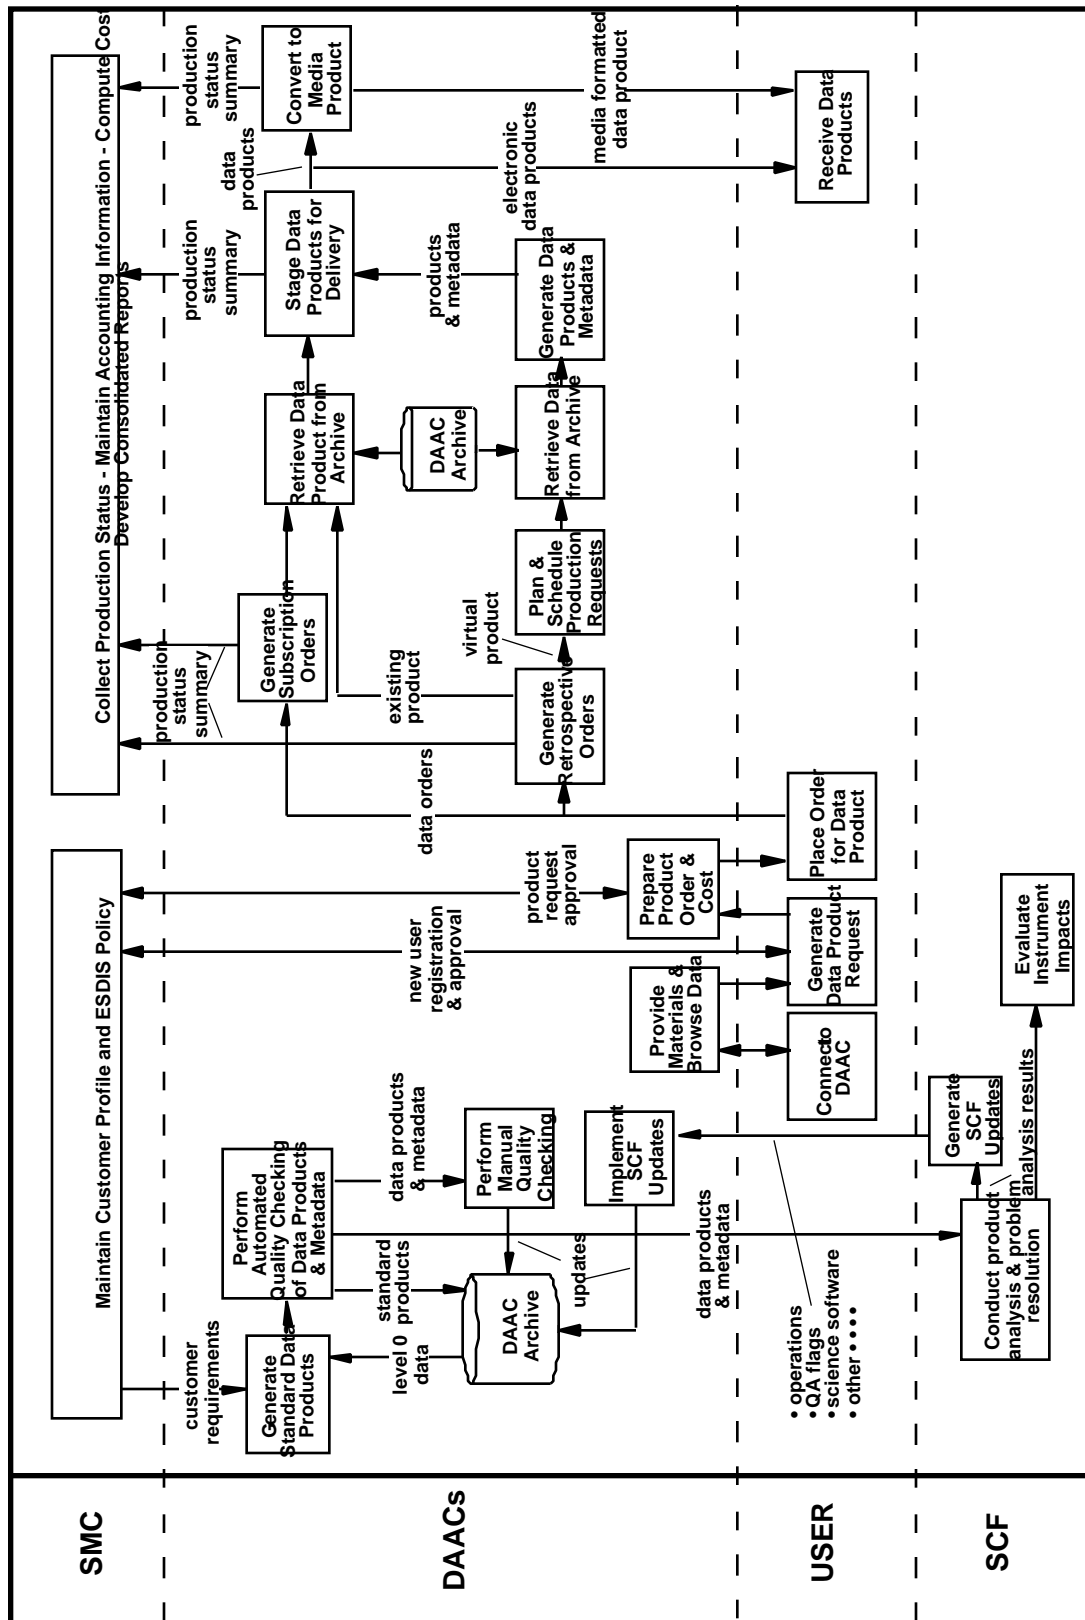 SMC
Maintain Customer Profile and ESDIS Policy
Collect Production Status - Maintain Accounting Information - Compute Cost
Develop Consolidated Reports
DAACs
customer
requirements
Generate
Standard Data
Products
Perform
Automated
Quality Checking
of Data Products
& Metadata
level 0
data
standard
products
data products
& metadata
DAAC
Archive
Perform
Manual
Quality
Checking
updates
Implement
SCF
Updates
data products
& metadata
new user
registration
& approval
product
request
approval
Provide
Materials &
Browse Data
Prepare
Product
Order &
Cost
data orders
production
status
summary
Generate
Subscription
Orders
existing
product
Generate
Retrospective
Orders
virtual
product
Plan &
Schedule
Production
Requests
Retrieve Data
Product from
Archive
DAAC
Archive
Retrieve Data
from Archive
production
status
summary
Stage Data
Products for
Delivery
products
& metadata
Generate Data
Products &
Metadata
data
products
production
status
summary
Convert to
Media
Product
electronic
data products
media formatted
data product
USER
• operations
• QA flags
• science software
• other • • • •
Connecto
DAAC
Generate
Data Product
Request
Place Order
for Data
Product
Receive Data
Products
SCF
Conduct product
analysis & problem
resolution
Generate
SCF
Updates
analysis results
Evaluate
Instrument
Impacts